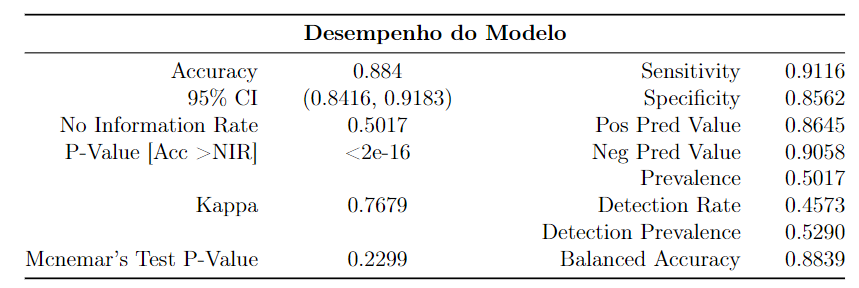 Desempenho do Modelo
Accuracy 0.884 Sensitivity 0.9116
95% CI (0.8416, 0.9183) Specificity 0.8562
No Information Rate 0.5017 Pos Pred Value 0.8645
P-Value [Acc >NIR] <2e-16 Neg Pred Value 0.9058
Prevalence 0.5017
Kappa 0.7679 Detection Rate 0.4573
Detection Prevalence 0.5290
Mcnemar's Test P-Value 0.2299 Balanced Accuracy 0.8839